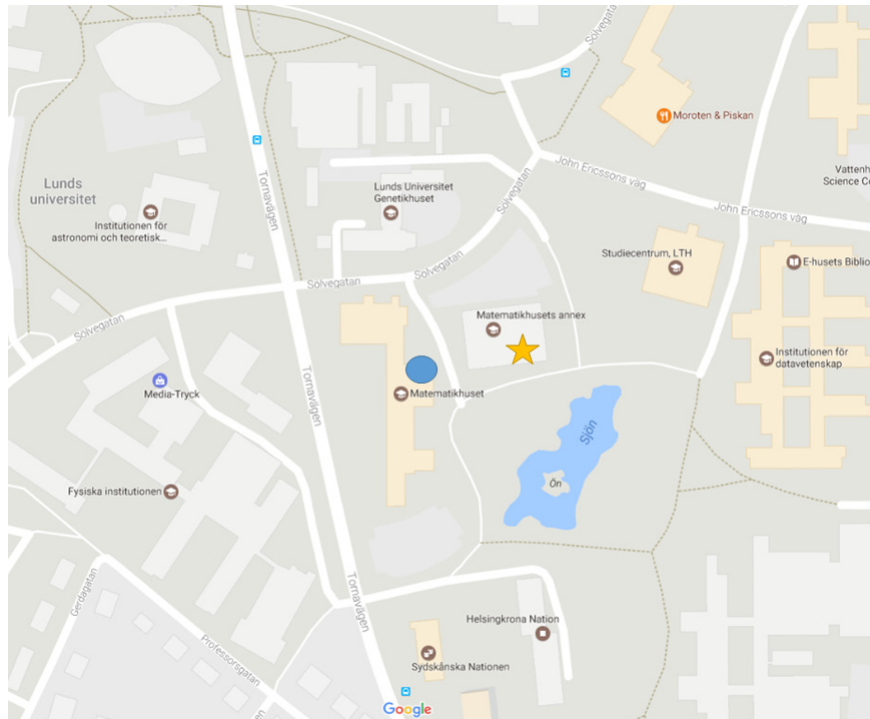 Sölvegatan
Moroten & Piskan
Lunds
universitet
Tornavägen
Lunds Universitet
Genetikhuset
Sölvegatan
John Ericssons väg
John Ericssons väg
Vattenh
Science Ce
Institutionen för
astronomi och teoretisk...
Studiecentrum, LTH
E-husets Biblio
Sölvegatan
Sölvegatan
Sölvegatan
Matematikhusets annex
Institutionen för
datavetenskap
Media-Tryck
Matematikhuset
Tornavägen
Sjön
Ön
Fysiska institutionen
Gerdagatan
Tornavägen
Professorsgatan
Helsingkrona Nation
Sydskånska Nationen
Google